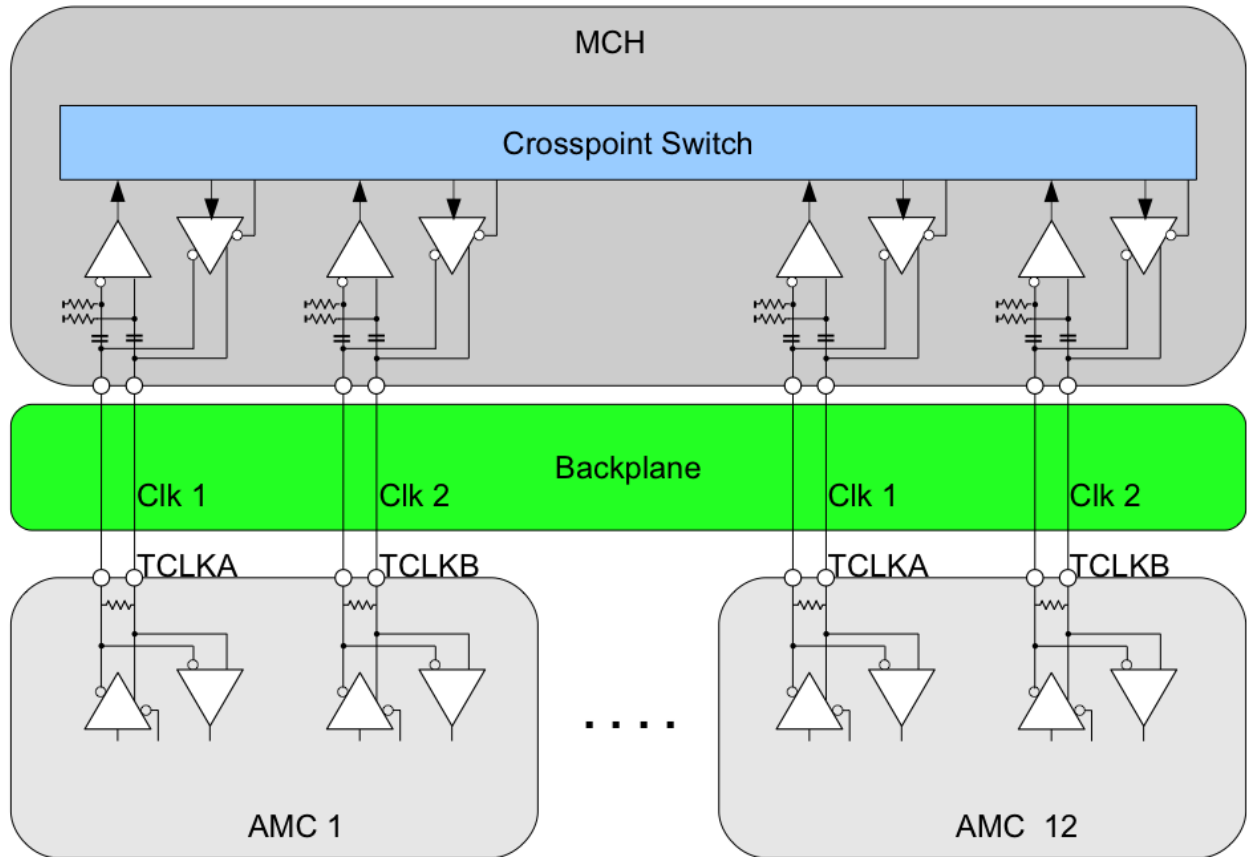 MCH
Crosspoint Switch
Backplane
Clk 1
Clk 2
Clk 1
Clk 2
TCLKA
TCLKB
TCLKA
TCLKB
. . . .
AMC 1
AMC 12